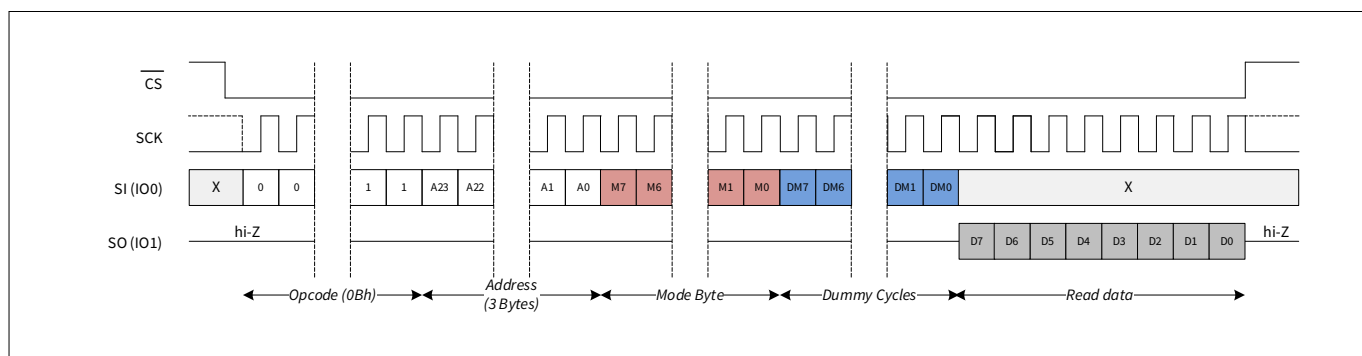 CS
SCK
SI (IO0) X 0 0 1 1 A23 A22 A1 A0 M7 M6 M1 M0 DM7 DM6 DM1 DM0 X
SO (IO1) hi-Z D7 D6 D5 D4 D3 D2 D1 D0 hi-Z
Opcode (0Bh) Address (3 Bytes) Mode Byte Dummy Cycles Read data